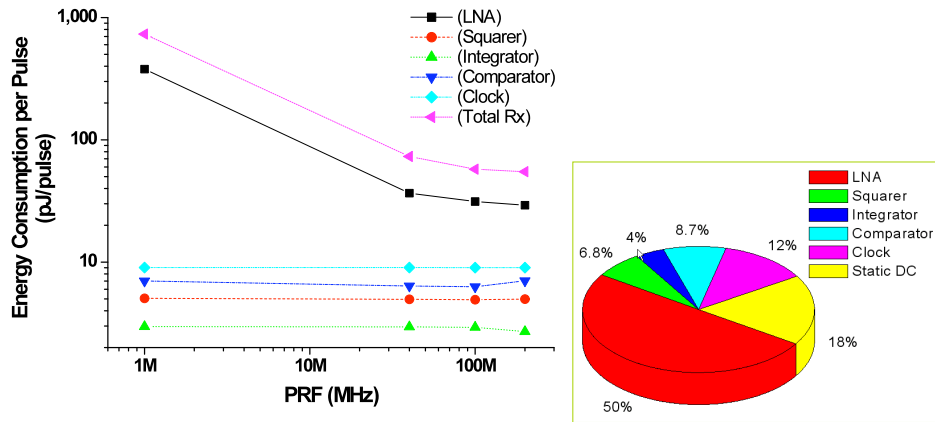 1,000
100
10
Energy Consumption per Pulse
(pJ/pulse)
(LNA)
(Squarer)
(Integrator)
(Comparator)
(Clock)
(Total Rx)
1M
10M
100M
PRF (MHz)
LNA
Squarer
Integrator
Comparator
Clock
Static DC
6.8%
4%
8.7%
12%
18%
50%